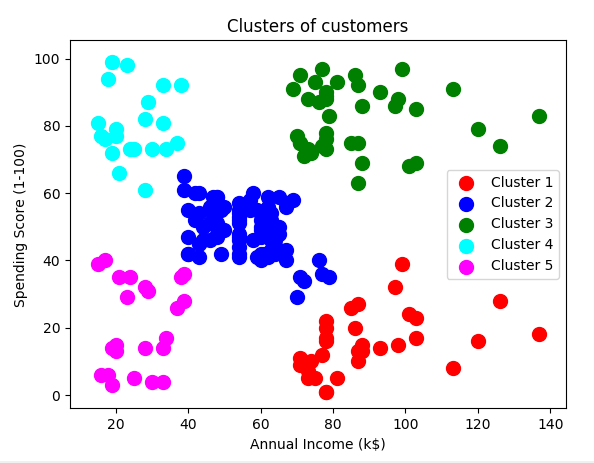 Clusters of customers
Spending Score (1-100)
100
80
60
40
20
0
Cluster 1
Cluster 2
Cluster 3
Cluster 4
Cluster 5
20 40 60 80 100 120 140
Annual Income (k$)